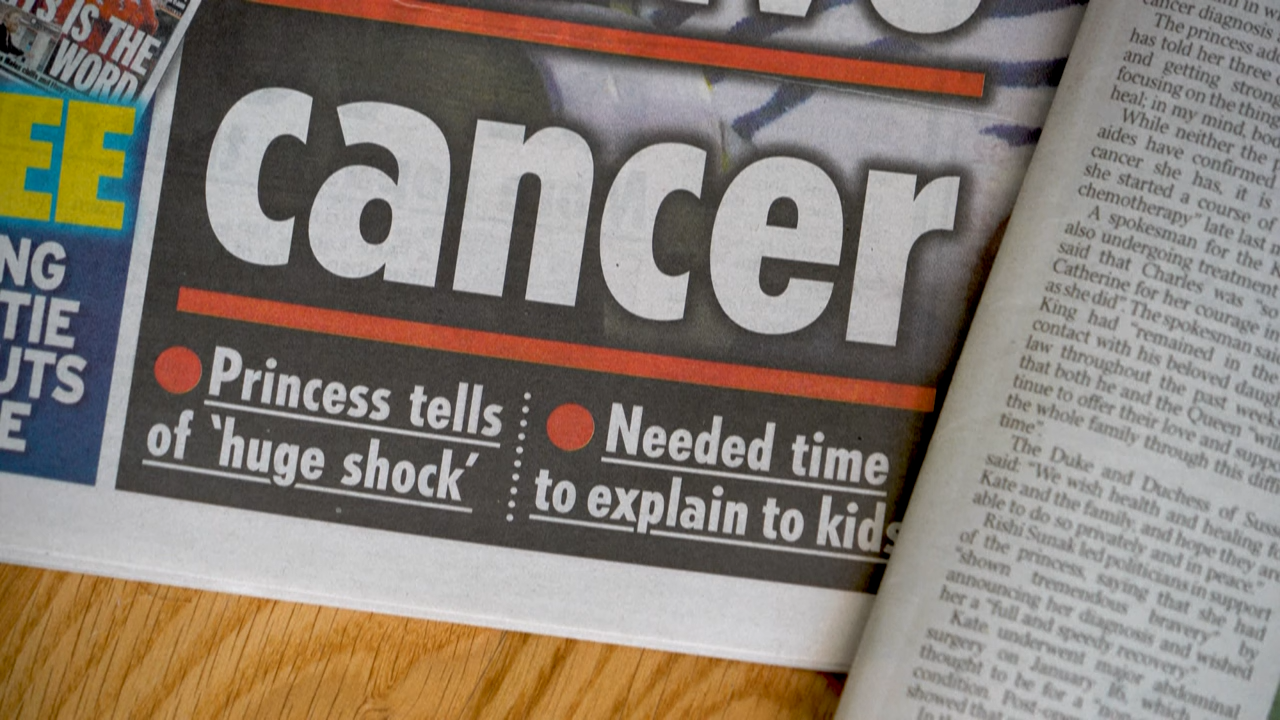 IS THE
WORD
EE
NG
TIE
UTS
E
cancer
Princess tells
of 'huge shock'
Needed time
to explain to kids
cancer diagnosis
The princess ad
has told her three
and getting strong
focusing on the thing
heal; in my mind, bod
While neither the
aides have confirmed
cancer she has, it is
she started a course of
chemotherapy" late last
A spokesman for the K
also undergoing treatment
said that Charles was "so
Catherine for her courage in
as she did". The spokesman said
King had "remained in the
contact with his beloved daugh
law throughout the past weeks
that both he and the Queen "wil
tinue to offer their love and suppo
the whole family through this diffi
time".
The Duke and Duchess of Suss
said: "We wish health and healing fo
Kate and the family, and hope they are
able to do so privately and in peace."
Rishi Sunak led politicians in support
of the princess, saying that she had
"shown tremendous bravery" by
announcing her diagnosis and wished
her a "full and speedy recovery".
Kate underwent major abdominal
surgery on January 16, which
thought to be for a "non
condition. Post-ope
showed that